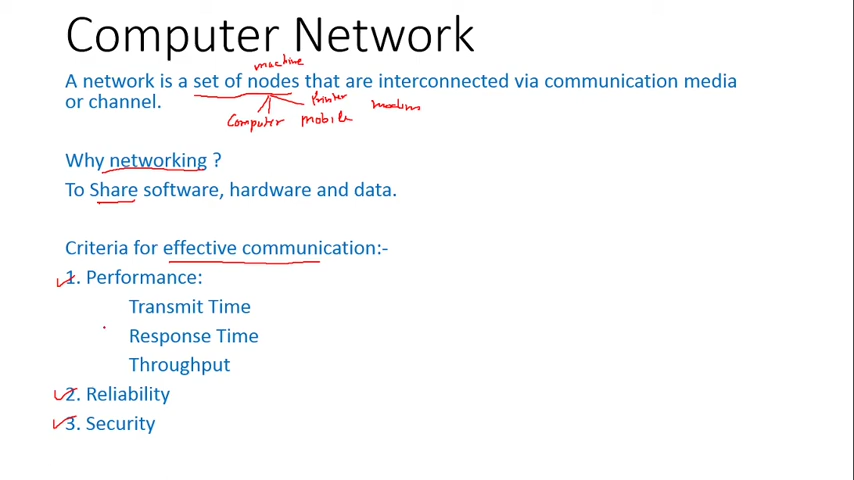 Computer Network
machine
A network is a set of nodes that are interconnected via communication media
or channel.
Printer
modem
Computer mobile
Why networking ?
To Share software, hardware and data.
Criteria for effective communication:-
1. Performance:
Transmit Time
Response Time
Throughput
2. Reliability
3. Security